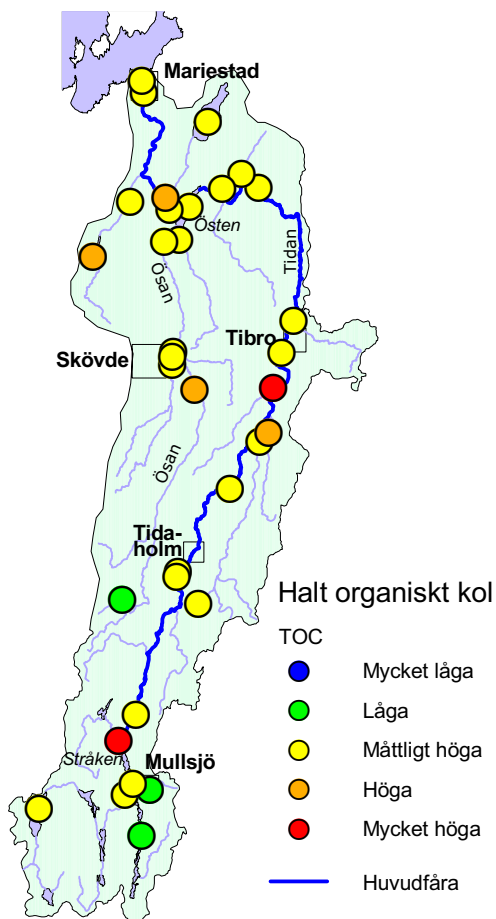 Mariestad
Östen
Ösan
Tidan
Tibro
Skövde
Ösan
Tida-
holm
Halt organiskt kol
TOC
Mycket låga
Låga
Måttligt höga
Höga
Mycket höga
Huvudfåra
Stråken
Mullsjö